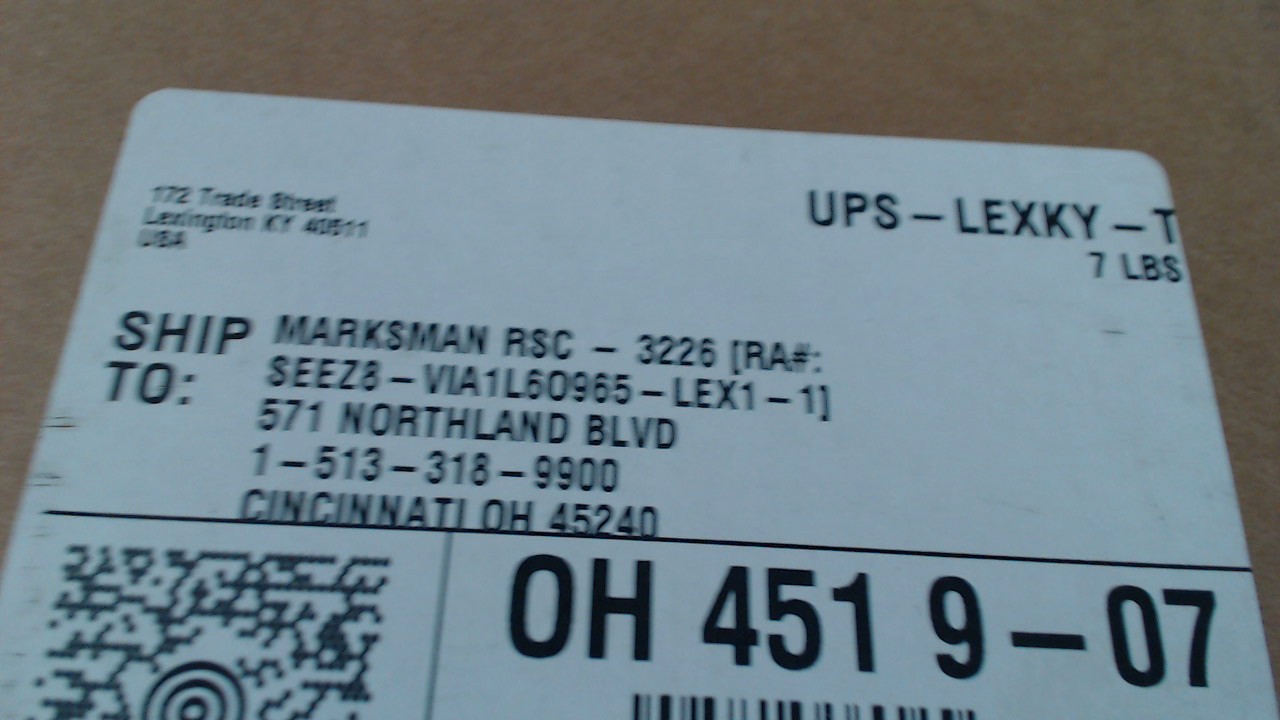 172 Trade Street
Lexington KY 40511
USA
UPS-LEXKY-T
7 LBS
SHIP TO:
MARKSMAN RSC - 3226 [RA#:
SEEZ8-VIA1L60965-LEX1-1]
571 NORTHLAND BLVD
1-513-318-9900
CINCINNATI OH 45240
OH 451 9-07